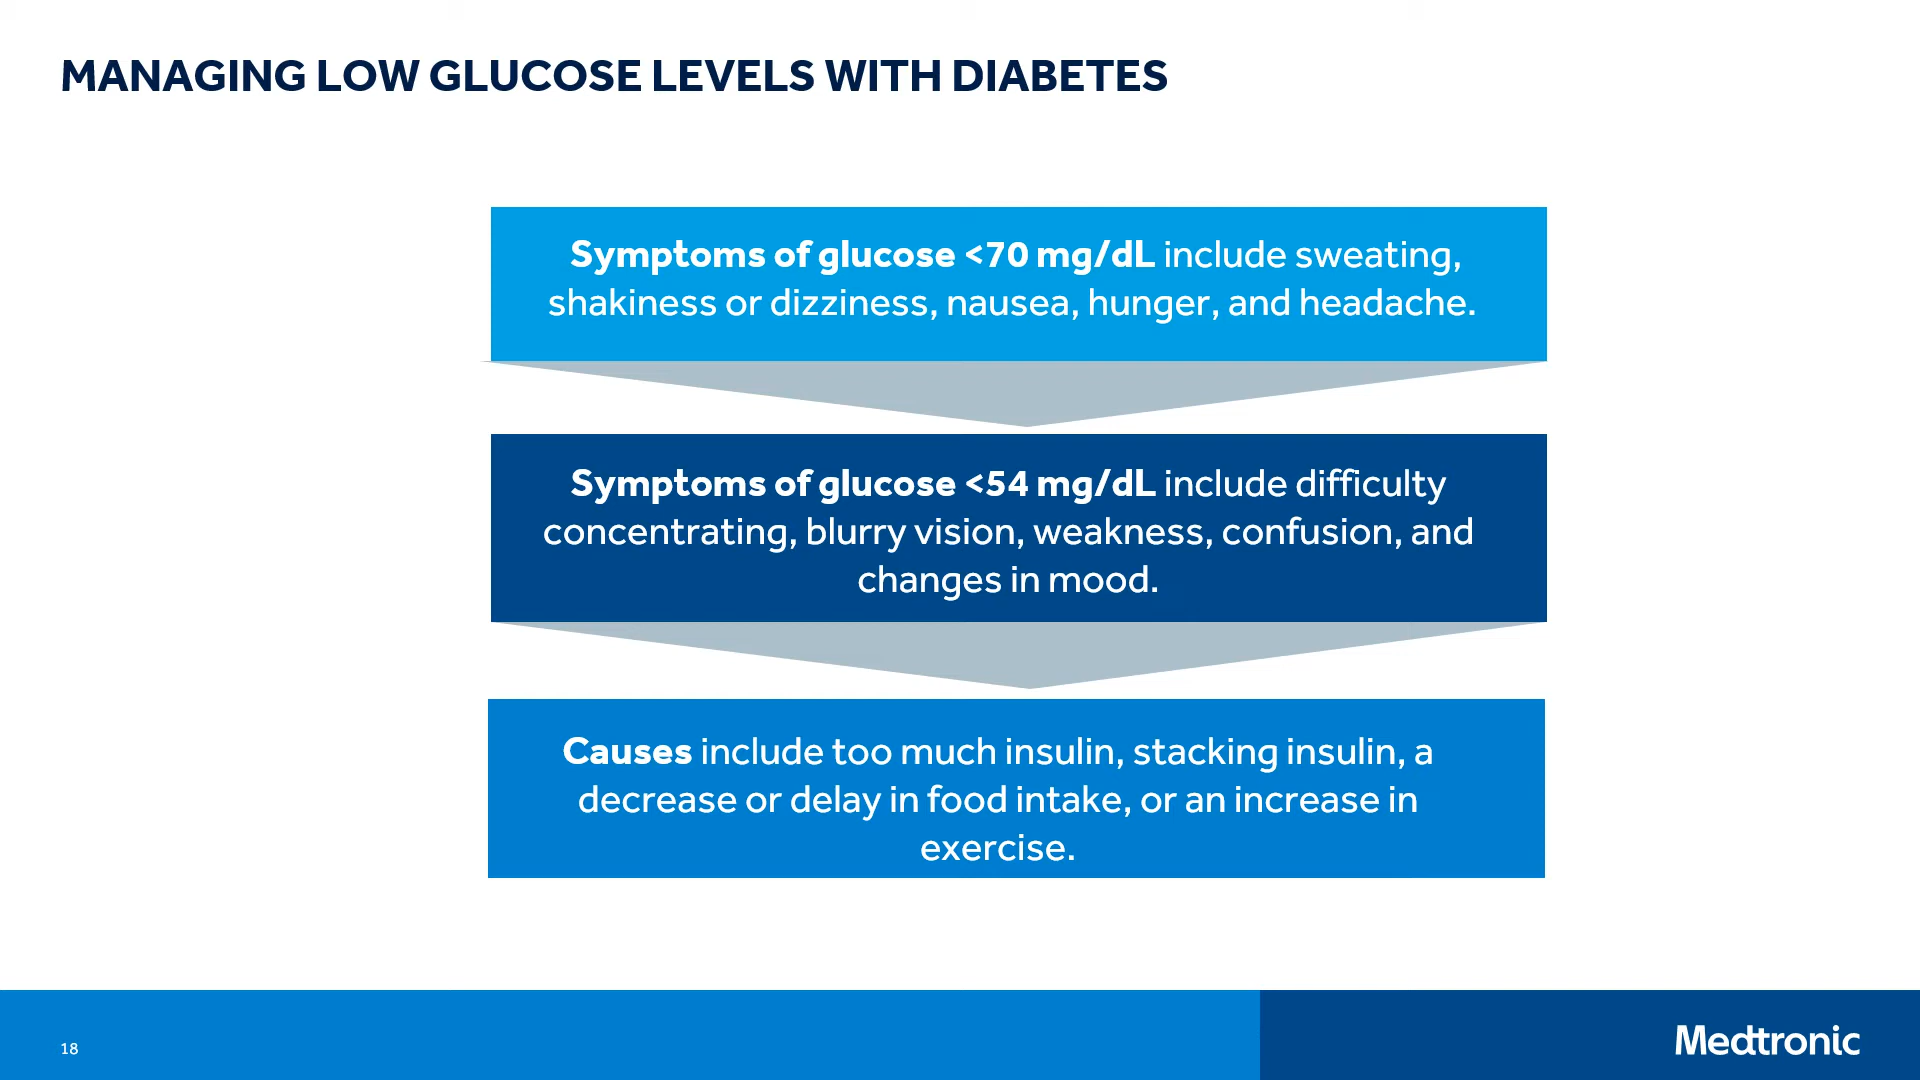 MANAGING LOW GLUCOSE LEVELS WITH DIABETES
Symptoms of glucose <70 mg/dL include sweating,
shakiness or dizziness, nausea, hunger, and headache.
Symptoms of glucose <54 mg/dL include difficulty
concentrating, blurry vision, weakness, confusion, and
changes in mood.
Causes include too much insulin, stacking insulin, a
decrease or delay in food intake, or an increase in
exercise.
18
Medtronic